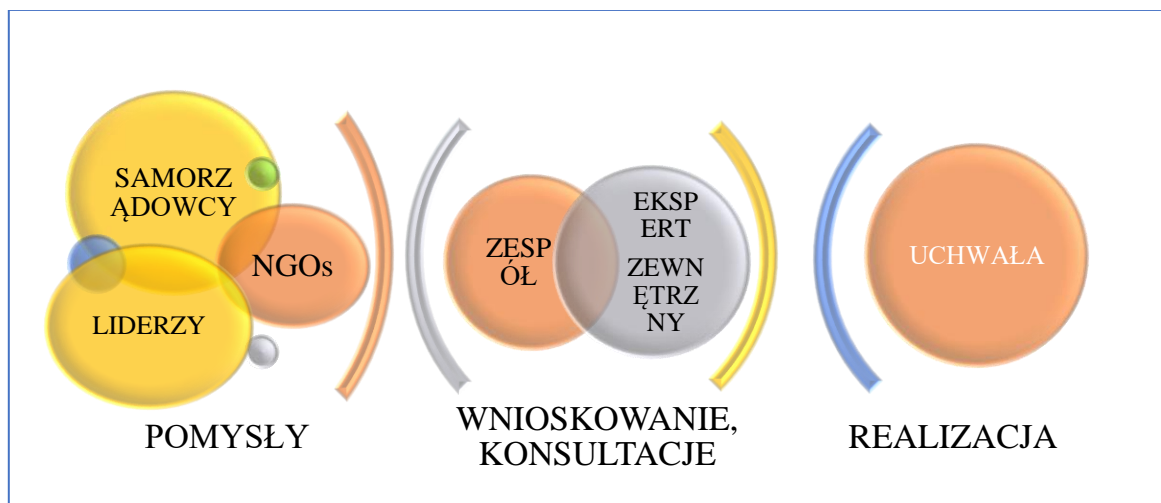 SAMORZ
ĄDOWCY
NGOs
LIDERZY
POMYSŁY
ZESP
ÓŁ
EKSP
ERT
ZEWN
ĘTRZ
NY
WNIOSKOWANIE,
KONSULTACJE
UCHWAŁA
REALIZACJA